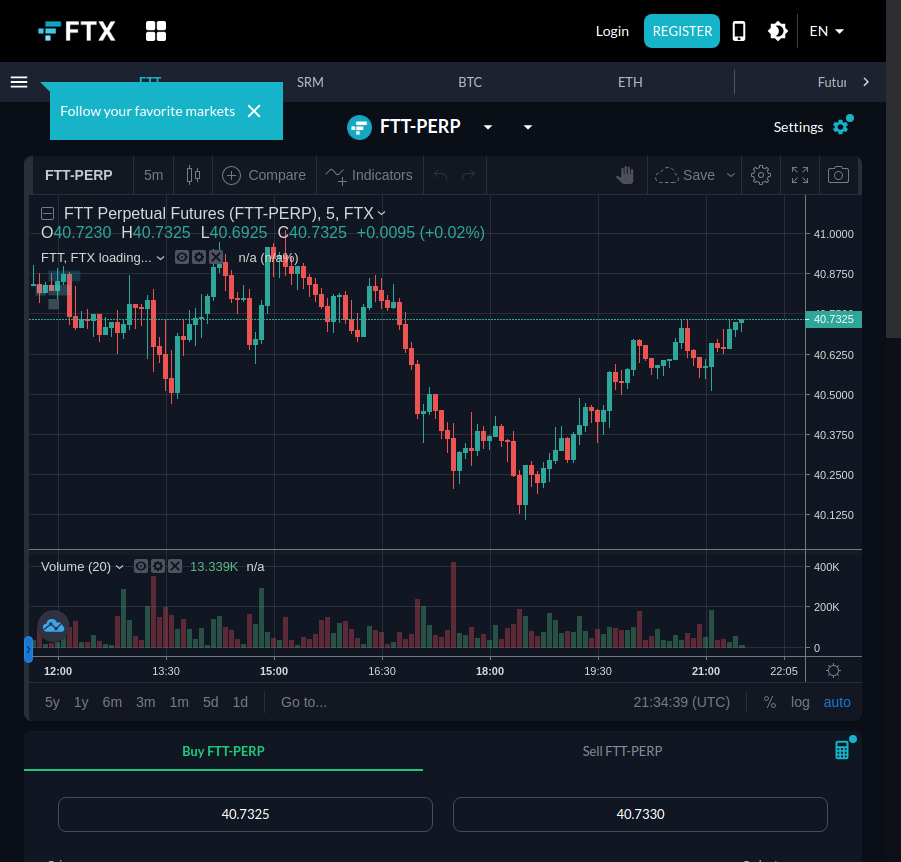 FTX
Login
REGISTER
EN
FTT
SRM
BTC
ETH
Futur
Follow your favorite markets
FTT-PERP
Settings
FTT-PERP
5m
Compare
Indicators
Save
FTT Perpetual Futures (FTT-PERP), 5, FTX
O40.7230 H40.7325 L40.6925 C40.7325 +0.0095 (+0.02%)
FTT, FTX loading... n/a (n/a%)
41.0000
40.8750
40.7325
40.6250
40.5000
40.3750
40.2500
40.1250
Volume (20) 13.339K n/a
400K
200K
0
12:00 13:30 15:00 16:30 18:00 19:30 21:00 22:05
5y 1y 6m 3m 1m 5d 1d Go to... 21:34:39 (UTC) % log auto
Buy FTT-PERP
Sell FTT-PERP
40.7325
40.7330